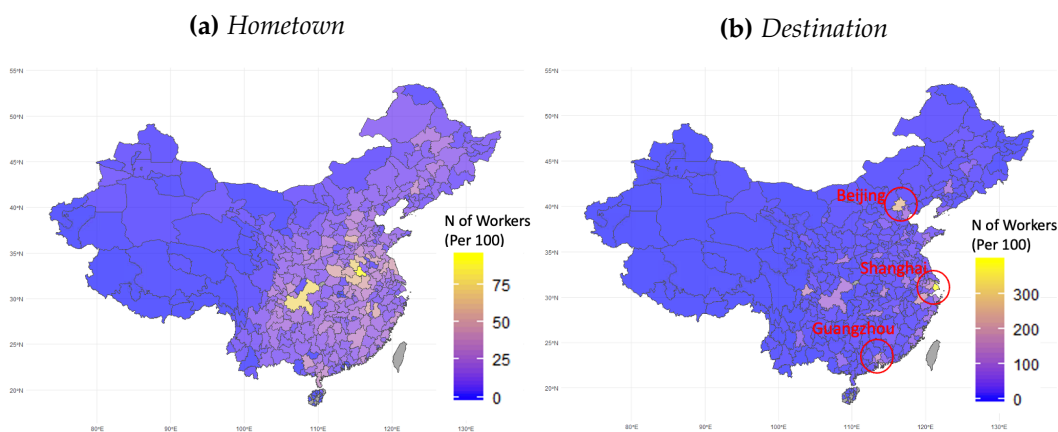 (a) Hometown
55°N
50°N
45°N
40°N
35°N
30°N
25°N
20°N
80°E 90°E 100°E 110°E 120°E 130°E
N of Workers
(Per 100)
75
50
25
0
(b) Destination
55°N
50°N
45°N
40°N
35°N
30°N
25°N
20°N
80°E 90°E 100°E 110°E 120°E 130°E
Beijing
Shanghai
Guangzhou
N of Workers
(Per 100)
300
200
100
0